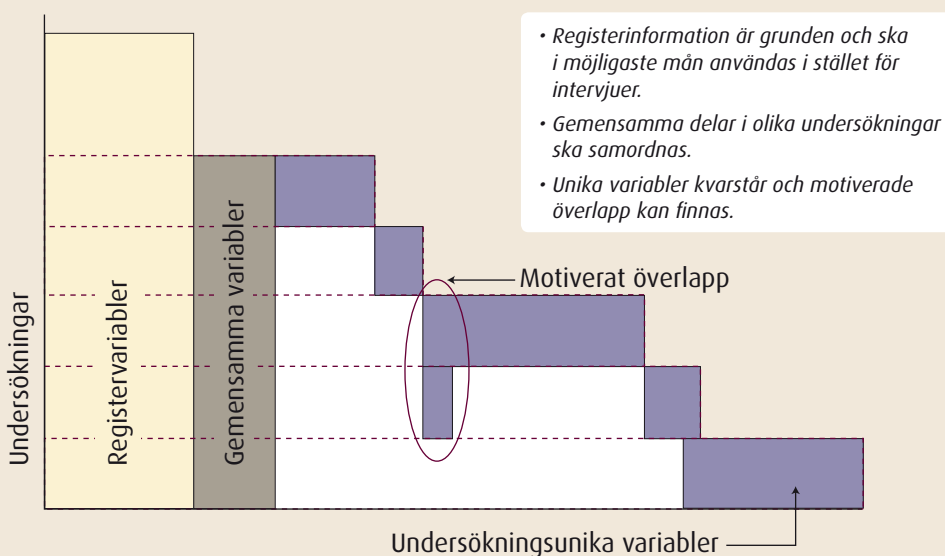 • Registerinformation är grunden och ska
i möjligaste mån användas i stället för
intervjuer.
• Gemensamma delar i olika undersökningar
ska samordnas.
• Unika variabler kvarstår och motiverade
överlapp kan finnas.
Motiverat överlapp
Undersökningar
Registervariabler
Gemensamma variabler
Undersökningsunika variabler